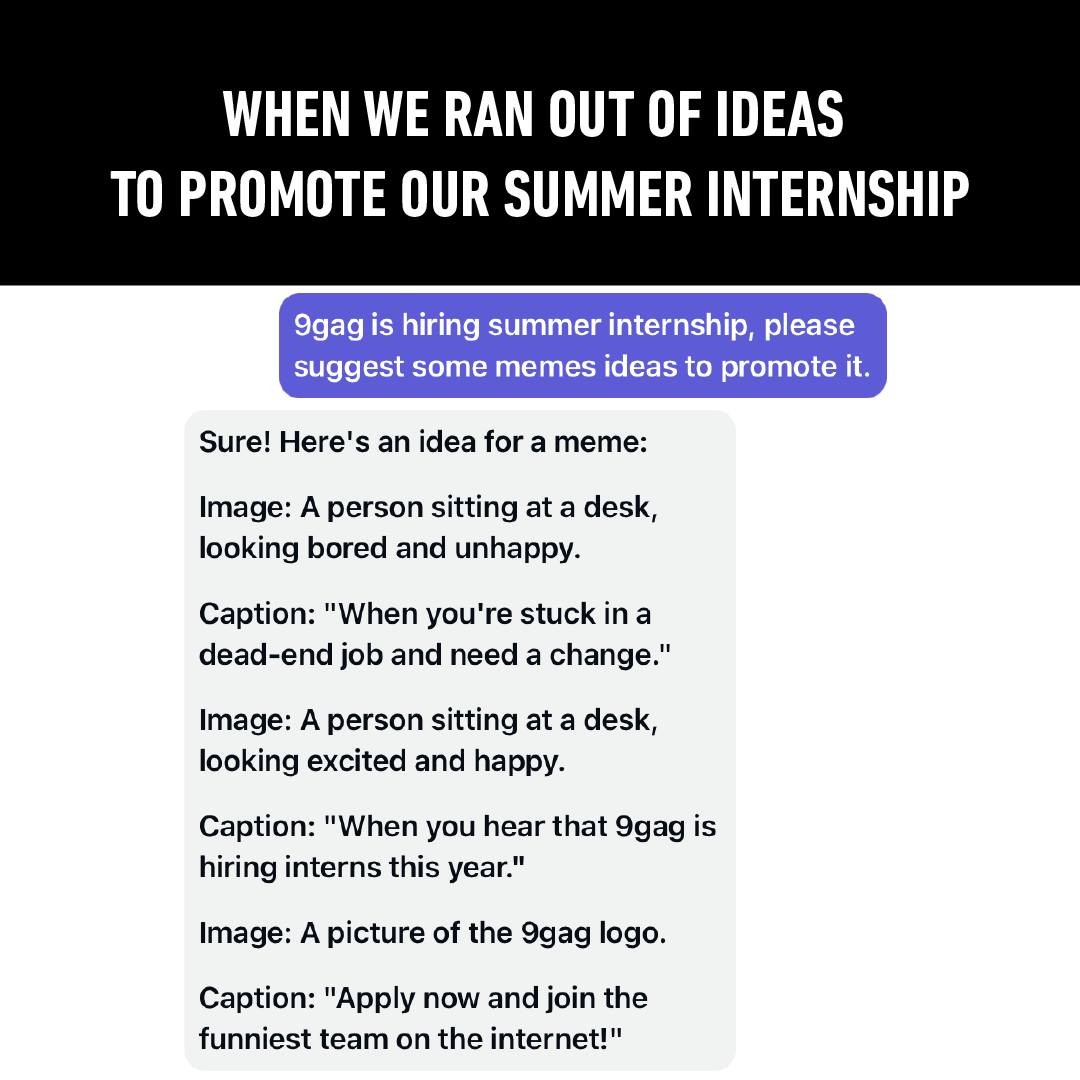 WHEN WE RAN OUT OF IDEAS
TO PROMOTE OUR SUMMER INTERNSHIP
9gag is hiring summer internship, please
suggest some memes ideas to promote it.
Sure! Here's an idea for a meme:
Image: A person sitting at a desk,
looking bored and unhappy.
Caption: "When you're stuck in a
dead-end job and need a change."
Image: A person sitting at a desk,
looking excited and happy.
Caption: "When you hear that 9gag is
hiring interns this year."
Image: A picture of the 9gag logo.
Caption: "Apply now and join the
funniest team on the internet!"